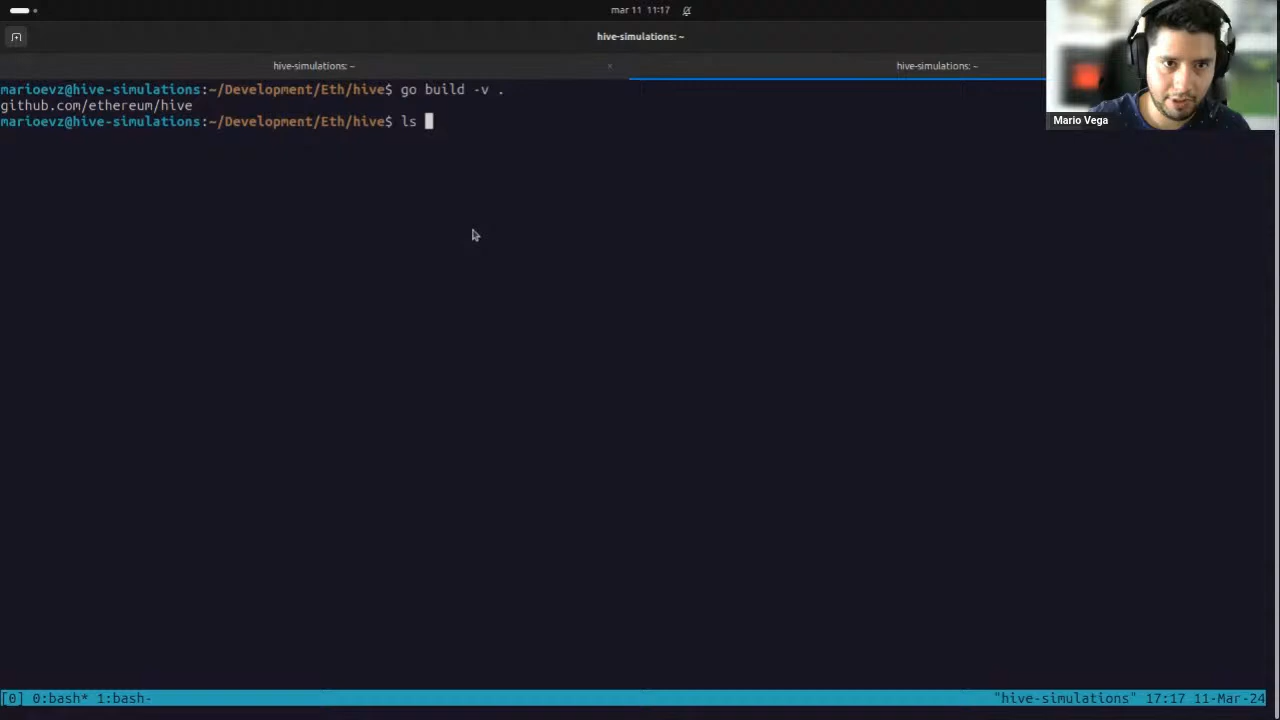 mar 11 11:17
hive-simulations: ~
hive-simulations: ~ ×
hive-simulations: ~
marioevz@hive-simulations:~/Development/Eth/hive$ go build -v .
github.com/ethereum/hive
marioevz@hive-simulations:~/Development/Eth/hive$ ls
Mario Vega
[0] 0:bash* 1:bash- "hive-simulations" 17:17 11-Mar-24